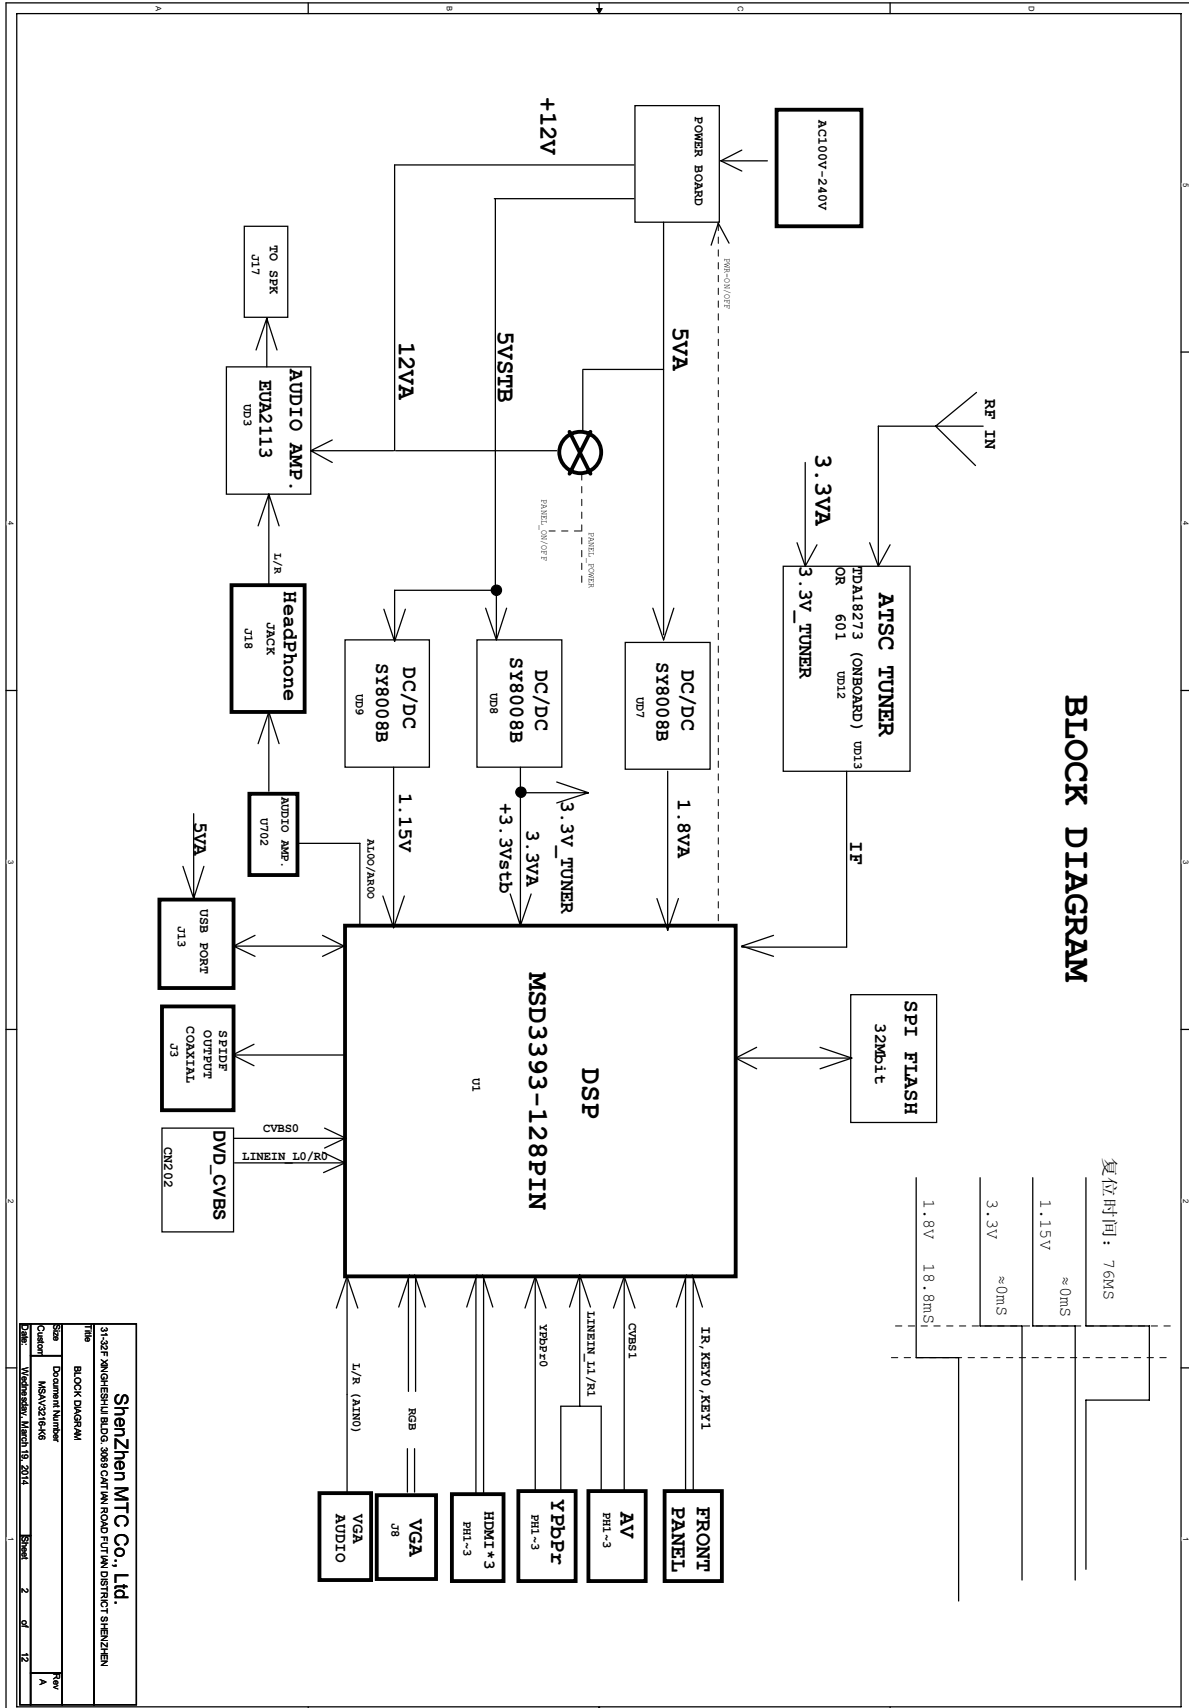 BLOCK DIAGRAM
复位时间: 76MS
1.15V ≈0mS
3.3V ≈0mS
1.8V 18.8mS
RF IN
3.3VA
ATSC TUNER
TDA18273 (ONBOARD) UD13
OR 601 UD12
3.3V_TUNER
IF
SPI FLASH
32Mbit
AC100V-240V
POWER BOARD
PWR-ON/OFF
+12V
5VA
5VSTB
12VA
PANEL_POWER
PANEL_ON/OFF
DC/DC
SY8008B
UD7
1.8VA
DC/DC
SY8008B
UD8
3.3V_TUNER
3.3VA
+3.3Vstb
DC/DC
SY8008B
UD9
1.15V
TO SPK
J17
AUDIO AMP.
EUA2113
UD3
L/R
HeadPhone
JACK
J18
AUDIO AMP.
U702
AL0O/AR0O
5VA
USB PORT
J13
SPIDF
OUTPUT
COAXIAL
J3
DVD_CVBS
CN202
CVBS0
LINEIN_L0/R0
DSP
MSD3393-128PIN
U1
IR,KEY0,KEY1
FRONT
PANEL
CVBS1
AV
PH1~3
LINEIN_L1/R1
YPbPr0
YPbPr
PH1~3
HDMI*3
PH1~3
RGB
VGA
J8
L/R (AIN0)
VGA
AUDIO
ShenZhen MTC Co., Ltd.
31-32F XINGHESHIJI BLDG. 3069 CAITIAN ROAD FUTIAN DISTRICT SHENZHEN
Title
BLOCK DIAGRAM
Size Document Number Rev
Custom MSAV3216-K6 A
Date: Wednesday, March 19, 2014 Sheet 2 of 12
5 4 3 2 1
D C B A